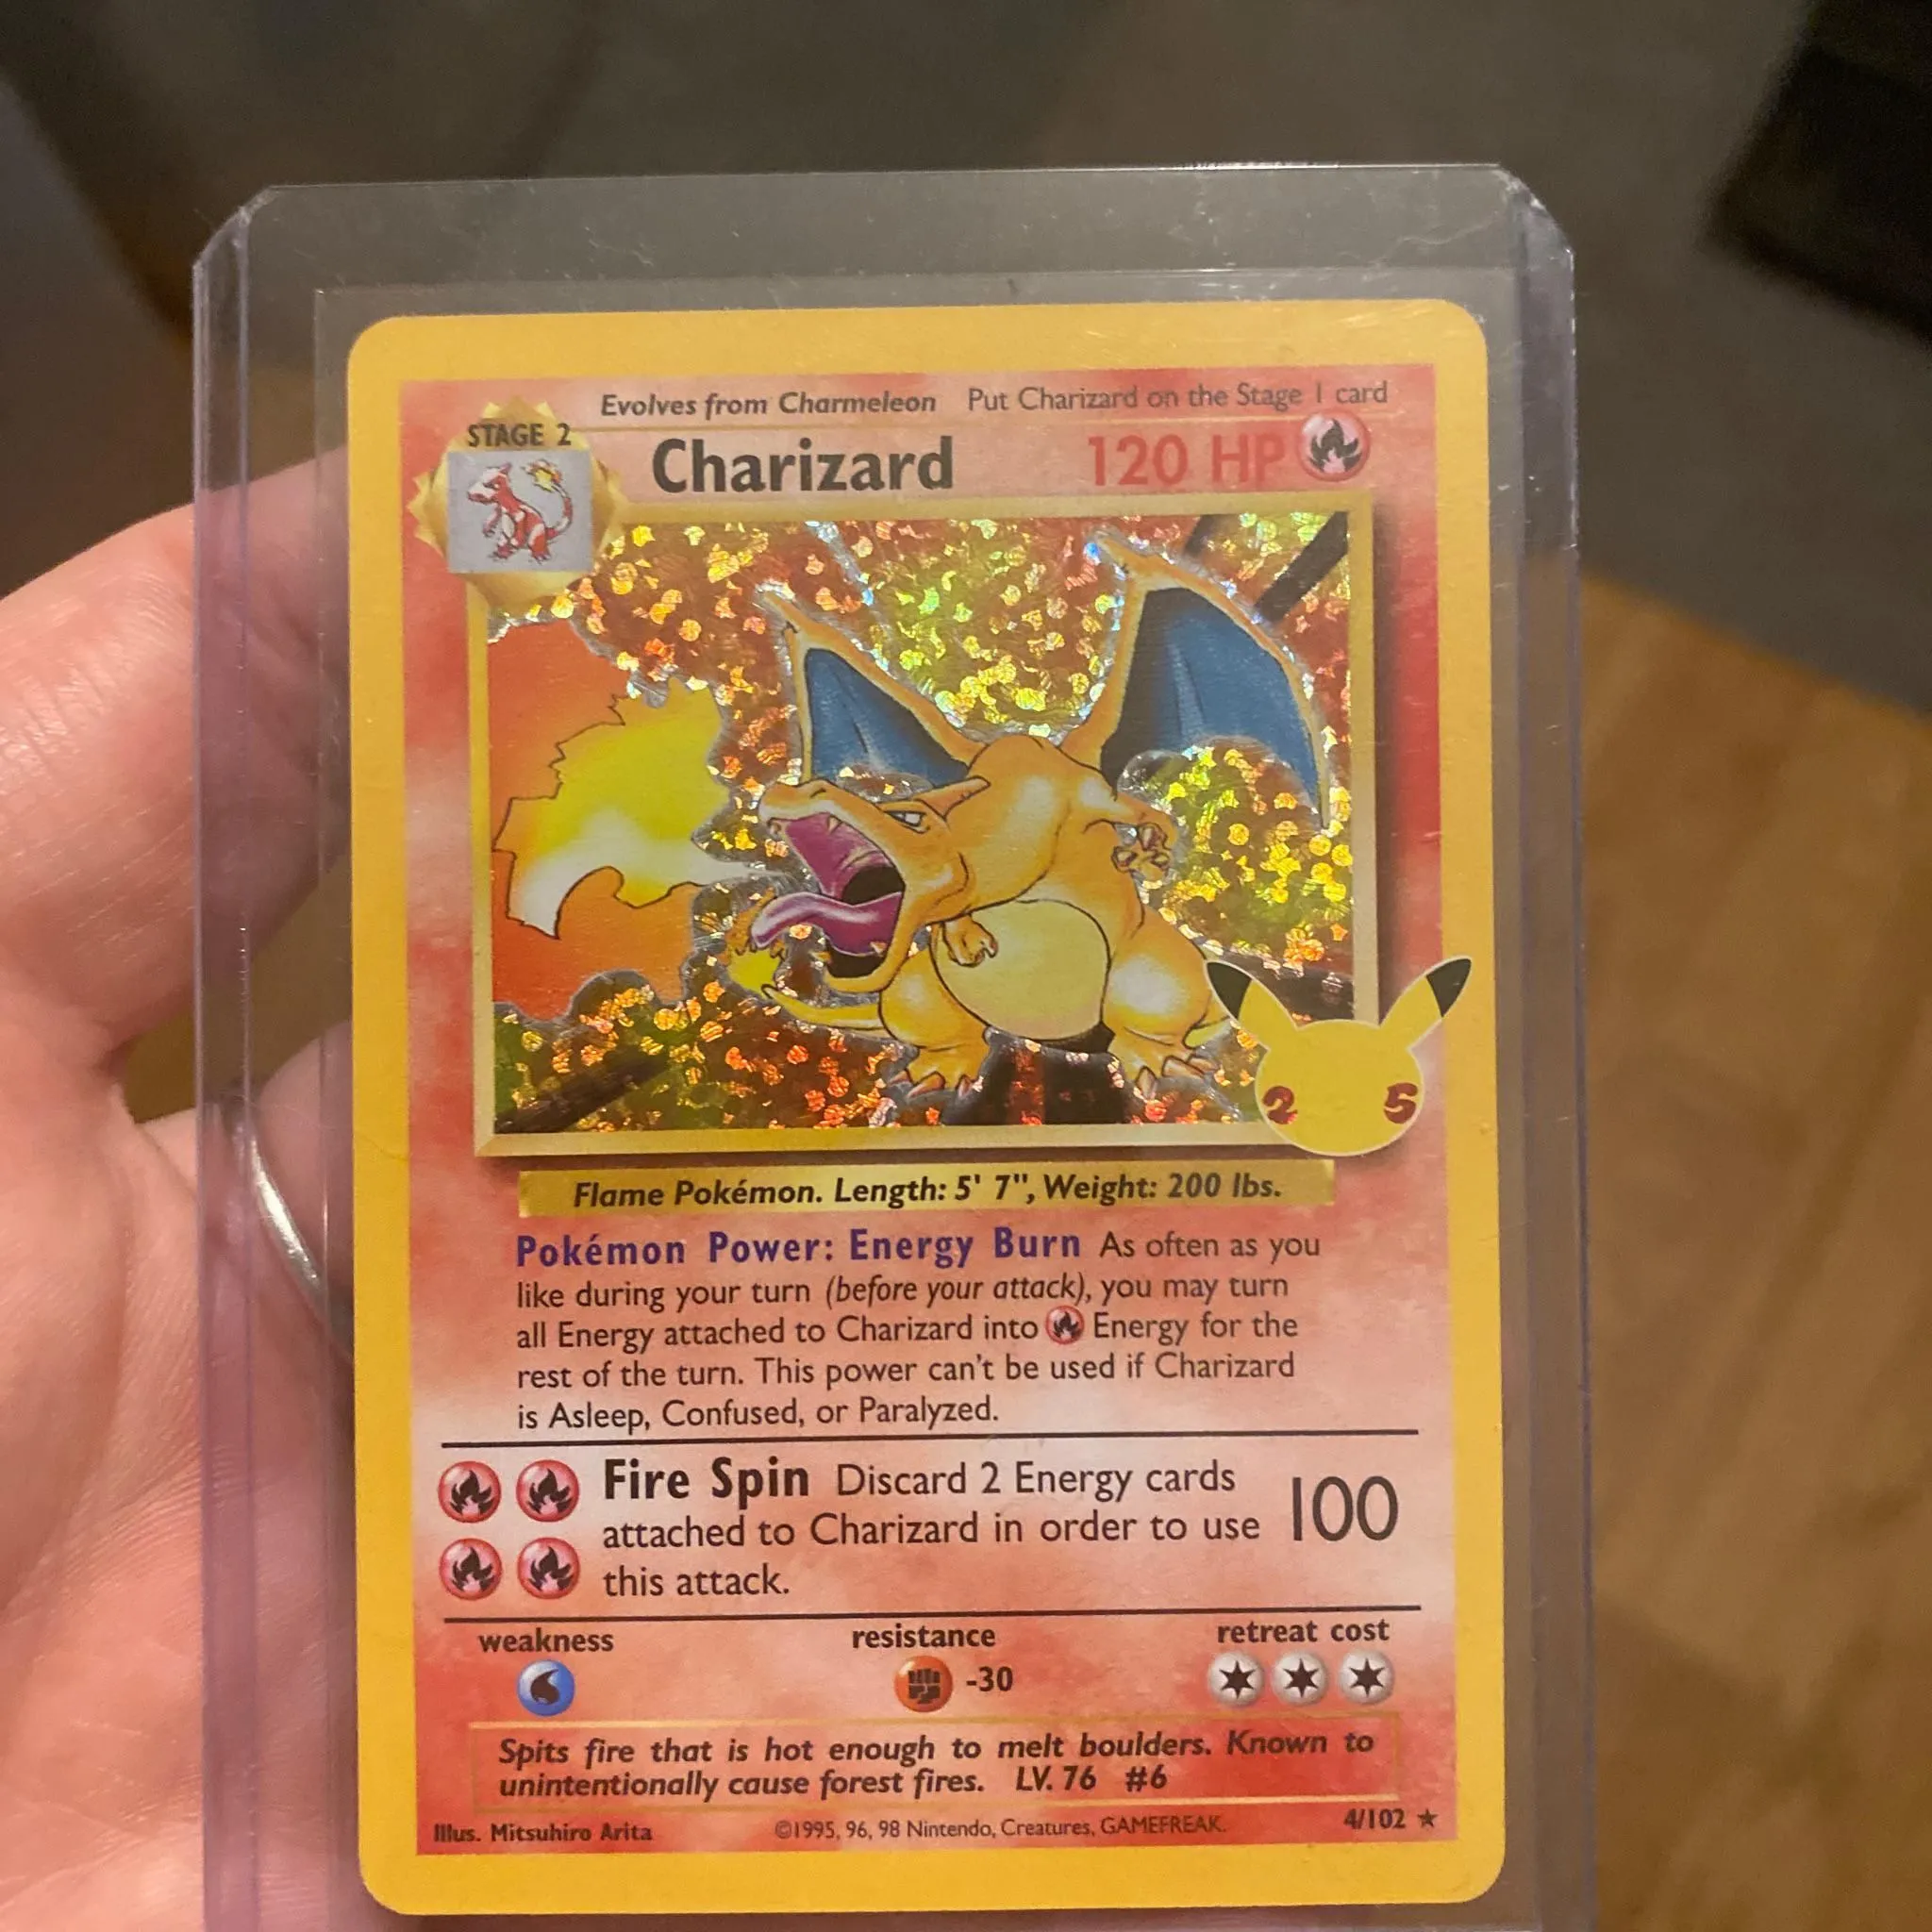 Evolves from Charmeleon Put Charizard on the Stage 1 card
STAGE 2
Charizard 120 HP
2 5
Flame Pokémon. Length: 5' 7", Weight: 200 lbs.
Pokémon Power: Energy Burn As often as you
like during your turn (before your attack), you may turn
all Energy attached to Charizard into Energy for the
rest of the turn. This power can't be used if Charizard
is Asleep, Confused, or Paralyzed.
Fire Spin Discard 2 Energy cards
attached to Charizard in order to use 100
this attack.
weakness resistance retreat cost
-30
Spits fire that is hot enough to melt boulders. Known to
unintentionally cause forest fires. LV. 76 #6
Illus. Mitsuhiro Arita ©1995, 96, 98 Nintendo, Creatures, GAMEFREAK. 4/102 ★